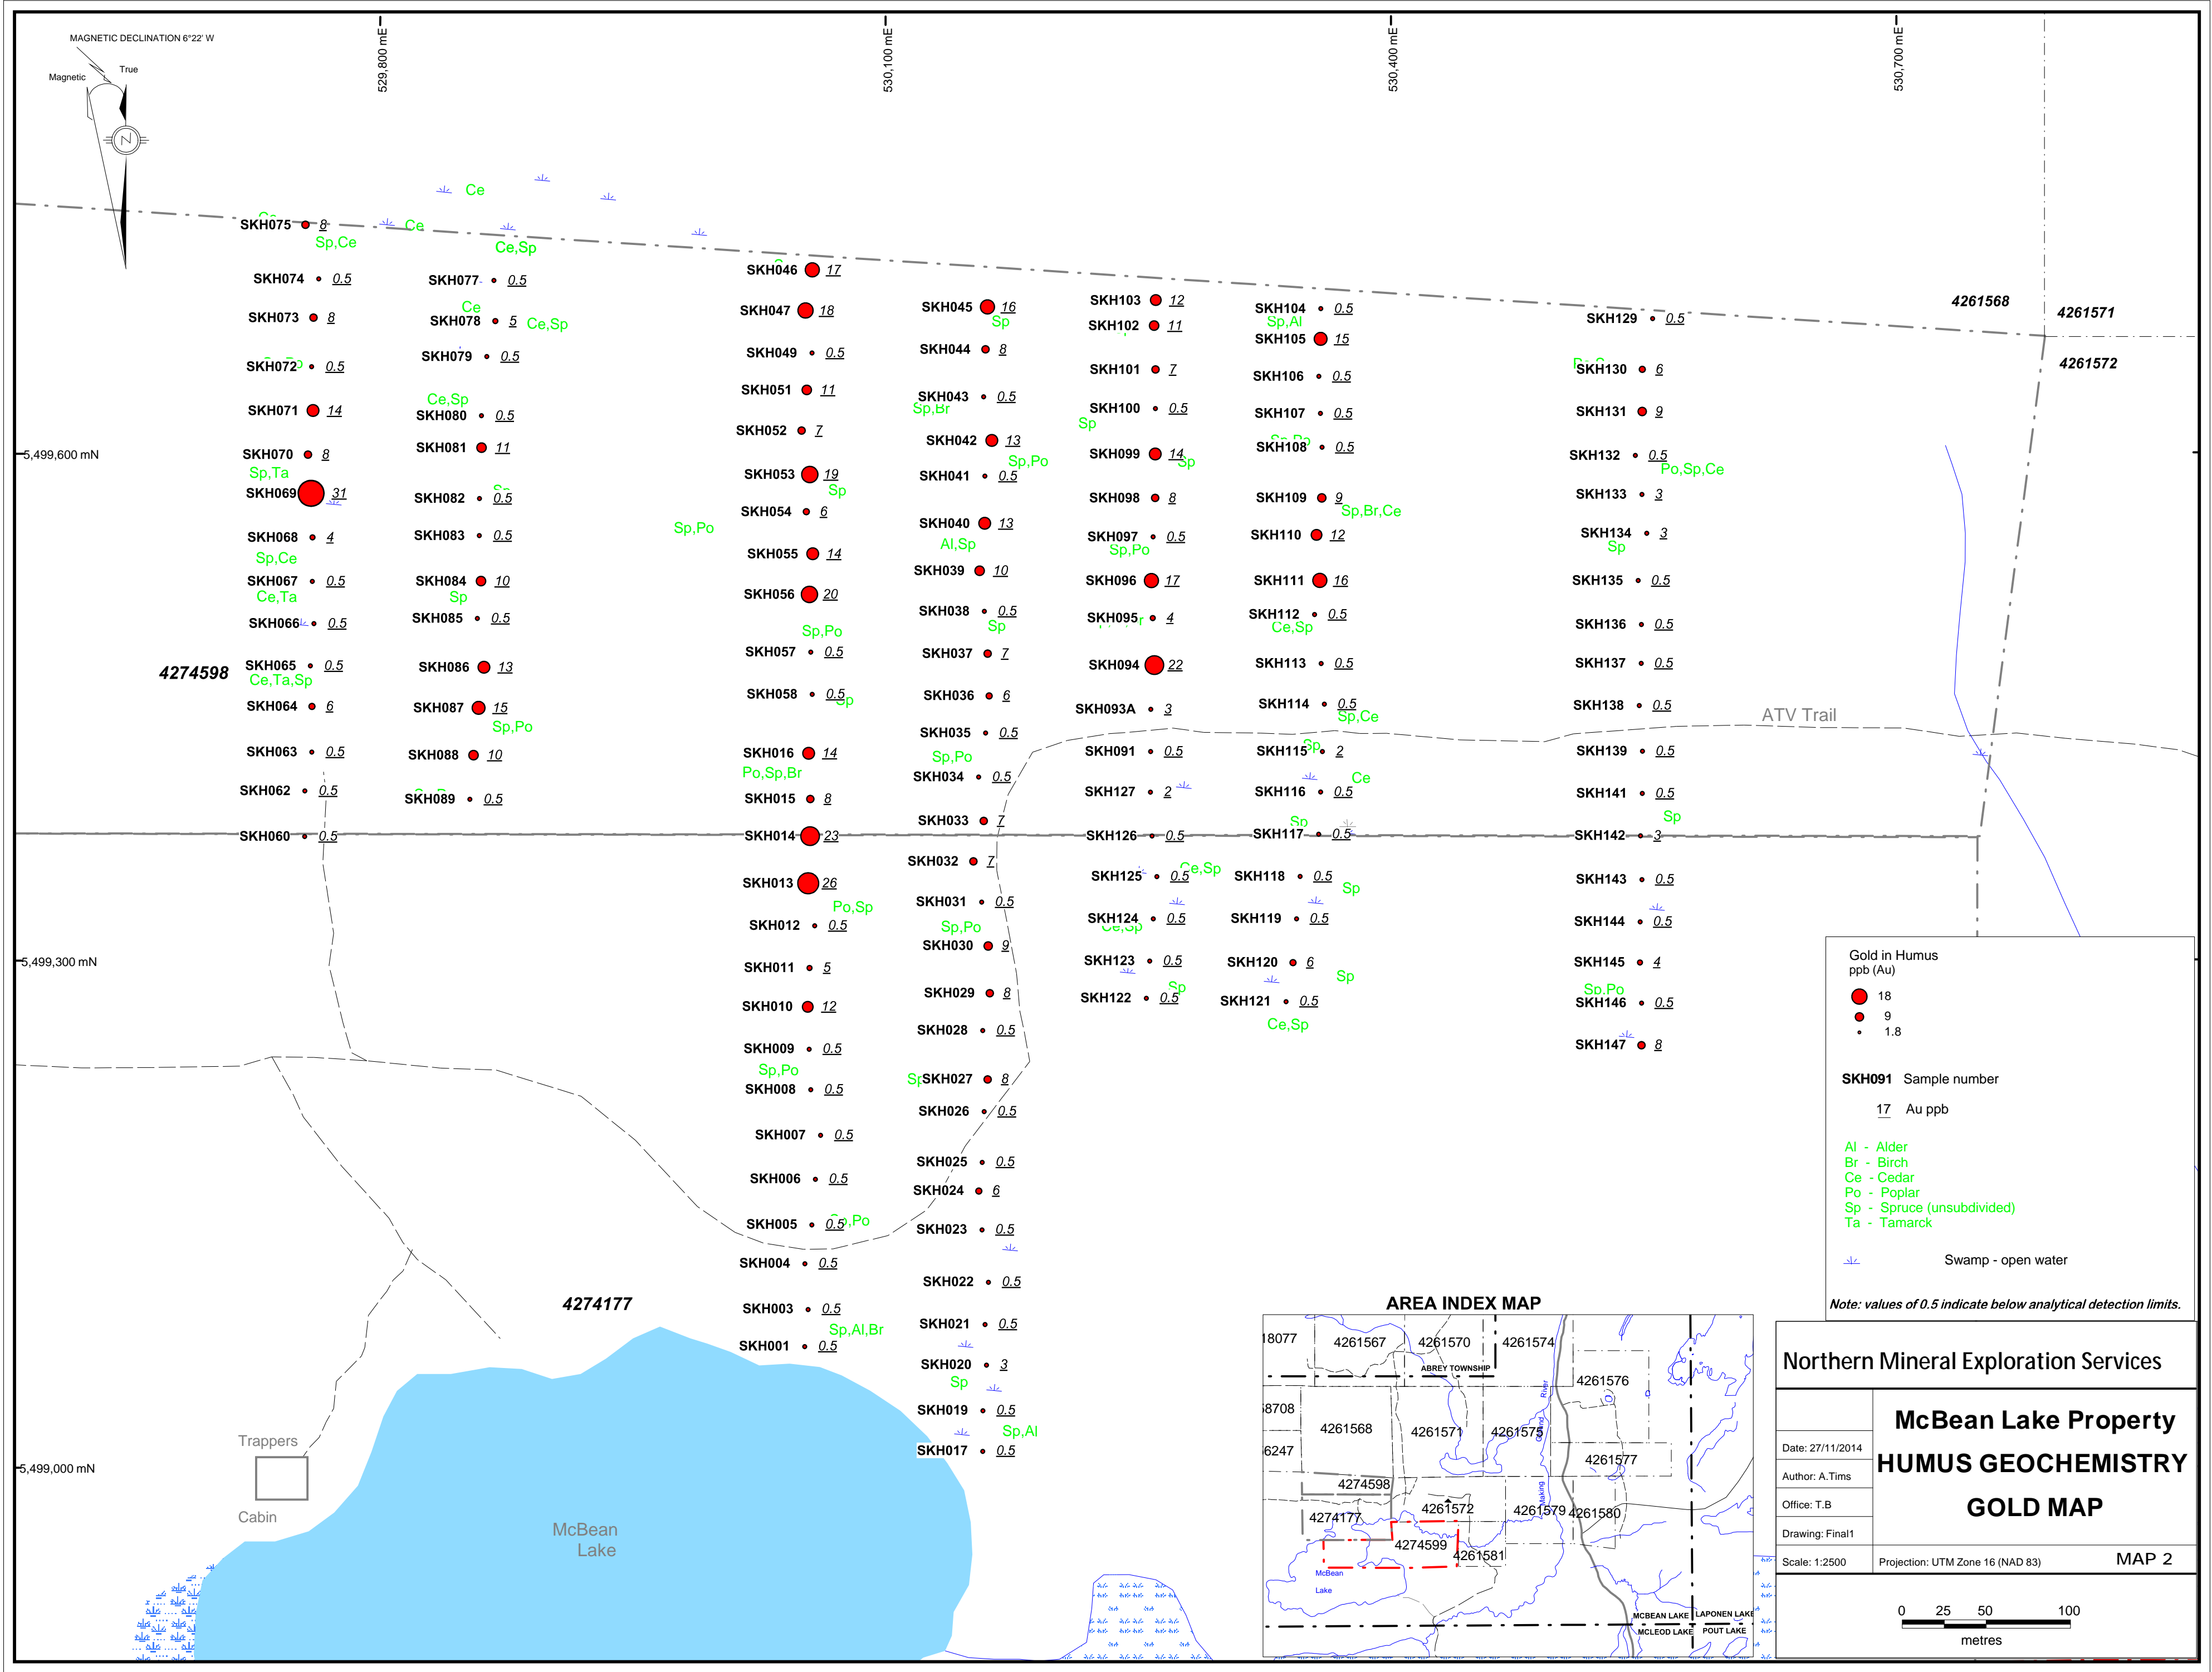 MAGNETIC DECLINATION 6°22' W
Magnetic
True
N
529,800 mE
530,100 mE
530,400 mE
530,700 mE
5,499,600 mN
5,499,300 mN
5,499,000 mN
Ce
Ce
Ce,Sp
SKH075 8
Sp,Ce
SKH074 0.5
SKH073 8
SKH072 0.5
SKH071 14
SKH070 8
Sp,Ta
SKH069 31
SKH068 4
Sp,Ce
SKH067 0.5
Ce,Ta
SKH066 0.5
SKH065 0.5
Ce,Ta,Sp
SKH064 6
SKH063 0.5
SKH062 0.5
SKH060 0.5
4274598
SKH077 0.5
Ce
SKH078 5 Ce,Sp
SKH079 0.5
Ce,Sp
SKH080 0.5
SKH081 11
SKH082 0.5
SKH083 0.5
SKH084 10
Sp
SKH085 0.5
SKH086 13
SKH087 15
Sp,Po
SKH088 10
SKH089 0.5
Sp,Po
SKH046 17
SKH047 18
SKH049 0.5
SKH051 11
SKH052 7
SKH053 19
Sp
SKH054 6
SKH055 14
SKH056 20
Sp,Po
SKH057 0.5
SKH058 0.5
Sp
SKH016 14
Po,Sp,Br
SKH015 8
SKH014 23
SKH013 26
Po,Sp
SKH012 0.5
SKH011 5
SKH010 12
SKH009 0.5
Sp,Po
SKH008 0.5
SKH007 0.5
SKH006 0.5
SKH005 0.5 Sp,Po
SKH004 0.5
SKH003 0.5
Sp,Al,Br
SKH001 0.5
4274177
SKH045 16
Sp
SKH044 8
SKH043 0.5
Sp,Br
SKH042 13
Sp,Po
SKH041 0.5
SKH040 13
Al,Sp
SKH039 10
SKH038 0.5
Sp
SKH037 7
SKH036 6
SKH035 0.5
Sp,Po
SKH034 0.5
SKH033 7
SKH032 7
SKH031 0.5
Sp,Po
SKH030 9
SKH029 8
SKH028 0.5
Sp SKH027 8
SKH026 0.5
SKH025 0.5
SKH024 6
SKH023 0.5
SKH022 0.5
SKH021 0.5
SKH020 3
Sp
SKH019 0.5
Sp,Al
SKH017 0.5
SKH103 12
SKH102 11
SKH101 7
SKH100 0.5
Sp
SKH099 14
Sp
SKH098 8
SKH097 0.5
Sp,Po
SKH096 17
SKH095 4
SKH094 22
SKH093A 3
SKH091 0.5
SKH127 2
SKH126 0.5
Ce,Sp
SKH125 0.5
SKH124 0.5
Ce,Sp
SKH123 0.5
Sp
SKH122 0.5
SKH104 0.5
Sp,Al
SKH105 15
SKH106 0.5
SKH107 0.5
Sp,Po
SKH108 0.5
SKH109 9
Sp,Br,Ce
SKH110 12
SKH111 16
SKH112 0.5
Ce,Sp
SKH113 0.5
SKH114 0.5
Sp,Ce
SKH115 Sp 2
Ce
SKH116 0.5
Sp
SKH117 0.5
SKH118 0.5
Sp
SKH119 0.5
SKH120 6
Sp
SKH121 0.5
Ce,Sp
SKH129 0.5
SKH130 6
SKH131 9
SKH132 0.5
Po,Sp,Ce
SKH133 3
SKH134 3
Sp
SKH135 0.5
SKH136 0.5
SKH137 0.5
SKH138 0.5
SKH139 0.5
SKH141 0.5
Sp
SKH142 3
SKH143 0.5
SKH144 0.5
SKH145 4
Sp,Po
SKH146 0.5
SKH147 8
ATV Trail
4261568
4261571
4261572
Trappers
Cabin
McBean
Lake
Gold in Humus
ppb (Au)
18
9
1.8
SKH091 Sample number
17 Au ppb
Al - Alder
Br - Birch
Ce - Cedar
Po - Poplar
Sp - Spruce (unsubdivided)
Ta - Tamarck
Swamp - open water
Note: values of 0.5 indicate below analytical detection limits.
AREA INDEX MAP
18077
4261567
4261570
4261574
ABREY TOWNSHIP
4261576
4261568
4261571
4261575
4261577
6247
4274598
4274177
4261572
4261579
4261580
4274599
4261581
McBean
Lake
Making
Ground
River
MCBEAN LAKE
LAPONEN LAKE
MCLEOD LAKE
POUT LAKE
Northern Mineral Exploration Services
McBean Lake Property
HUMUS GEOCHEMISTRY
GOLD MAP
Date: 27/11/2014
Author: A.Tims
Office: T.B
Drawing: Final1
Scale: 1:2500
Projection: UTM Zone 16 (NAD 83)
MAP 2
0 25 50 100
metres